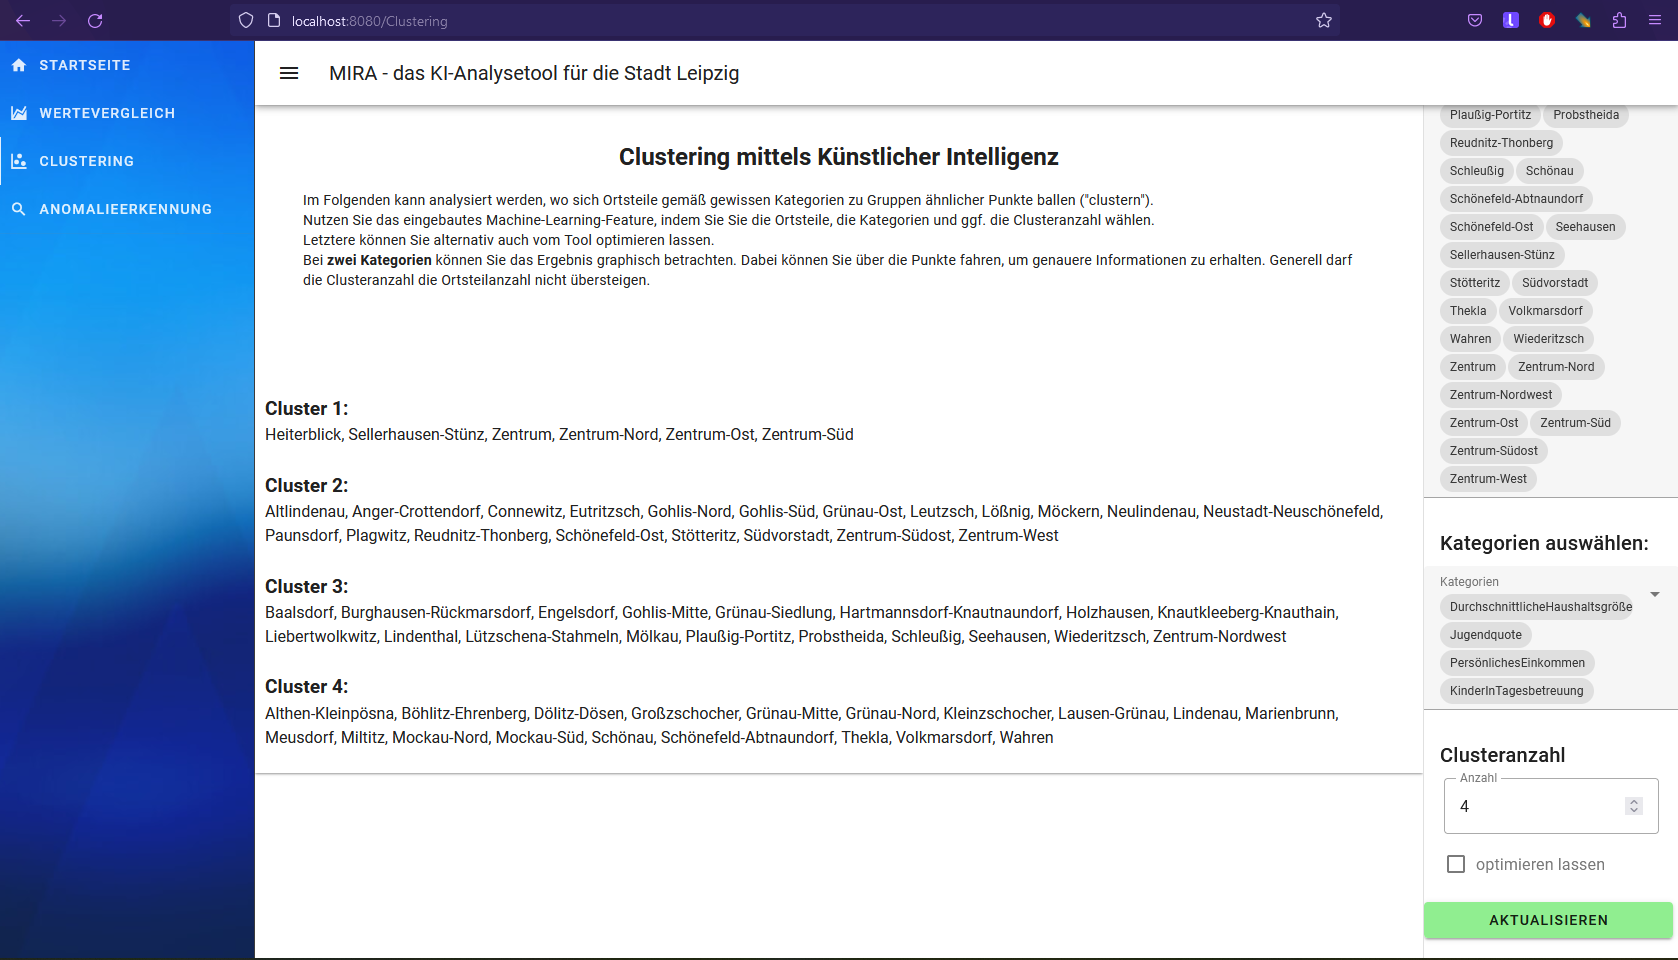 localhost:8080/Clustering
STARTSEITE
WERTEVERGLEICH
CLUSTERING
ANOMALIEERKENNUNG
MIRA - das KI-Analysetool für die Stadt Leipzig
Clustering mittels Künstlicher Intelligenz
Im Folgenden kann analysiert werden, wo sich Ortsteile gemäß gewissen Kategorien zu Gruppen ähnlicher Punkte ballen ("clustern").
Nutzen Sie das eingebautes Machine-Learning-Feature, indem Sie Sie die Ortsteile, die Kategorien und ggf. die Clusteranzahl wählen.
Letztere können Sie alternativ auch vom Tool optimieren lassen.
Bei zwei Kategorien können Sie das Ergebnis graphisch betrachten. Dabei können Sie über die Punkte fahren, um genauere Informationen zu erhalten. Generell darf
die Clusteranzahl die Ortsteilanzahl nicht übersteigen.
Cluster 1:
Heiterblick, Sellerhausen-Stünz, Zentrum, Zentrum-Nord, Zentrum-Ost, Zentrum-Süd
Cluster 2:
Altlindenau, Anger-Crottendorf, Connewitz, Eutritzsch, Gohlis-Nord, Gohlis-Süd, Grünau-Ost, Leutzsch, Lößnig, Möckern, Neulindenau, Neustadt-Neuschönefeld,
Paunsdorf, Plagwitz, Reudnitz-Thonberg, Schönefeld-Ost, Stötteritz, Südvorstadt, Zentrum-Südost, Zentrum-West
Cluster 3:
Baalsdorf, Burghausen-Rückmarsdorf, Engelsdorf, Gohlis-Mitte, Grünau-Siedlung, Hartmannsdorf-Knautnaundorf, Holzhausen, Knautkleeberg-Knauthain,
Liebertwolkwitz, Lindenthal, Lützschena-Stahmeln, Mölkau, Plaußig-Portitz, Probstheida, Schleußig, Seehausen, Wiederitzsch, Zentrum-Nordwest
Cluster 4:
Althen-Kleinpösna, Böhlitz-Ehrenberg, Dölitz-Dösen, Großzschocher, Grünau-Mitte, Grünau-Nord, Kleinzschocher, Lausen-Grünau, Lindenau, Marienbrunn,
Meusdorf, Miltitz, Mockau-Nord, Mockau-Süd, Schönau, Schönefeld-Abtnaundorf, Thekla, Volkmarsdorf, Wahren
Plaußig-Portitz Probstheida
Reudnitz-Thonberg
Schleußig Schönau
Schönefeld-Abtnaundorf
Schönefeld-Ost Seehausen
Sellerhausen-Stünz
Stötteritz Südvorstadt
Thekla Volkmarsdorf
Wahren Wiederitzsch
Zentrum Zentrum-Nord
Zentrum-Nordwest
Zentrum-Ost Zentrum-Süd
Zentrum-Südost
Zentrum-West
Kategorien auswählen:
Kategorien
DurchschnittlicheHaushaltsgröße
Jugendquote
PersönlichesEinkommen
KinderInTagesbetreuung
Clusteranzahl
Anzahl
4
optimieren lassen
AKTUALISIEREN